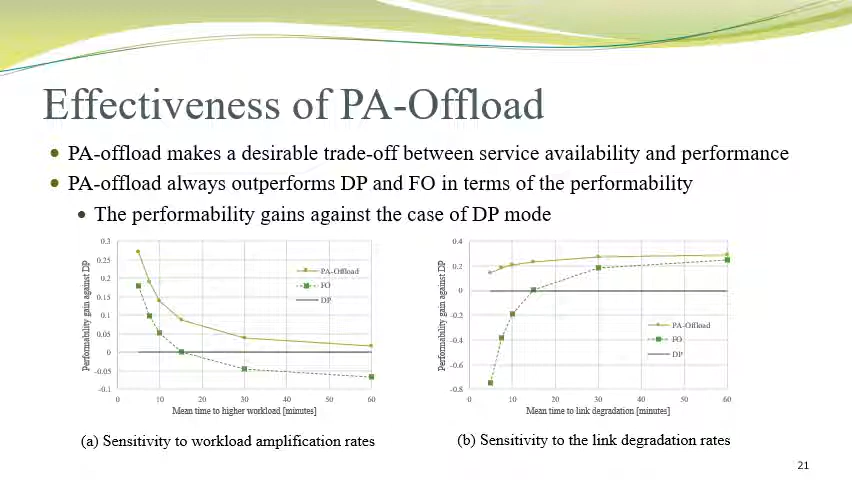 Effectiveness of PA-Offload
PA-offload makes a desirable trade-off between service availability and performance
PA-offload always outperforms DP and FO in terms of the performability
The performability gains against the case of DP mode
Performability gain against DP
0.3
0.25
0.2
0.15
0.1
0.05
0
-0.05
-0.1
PA-Offload
FO
DP
0 10 20 30 40 50 60
Mean time to higher workload [minutes]
(a) Sensitivity to workload amplification rates
Performability gain against DP
0.4
0.2
0
-0.2
-0.4
-0.6
-0.8
PA-Offload
FO
DP
0 10 20 30 40 50 60
Mean time to link degradation [minutes]
(b) Sensitivity to the link degradation rates
21